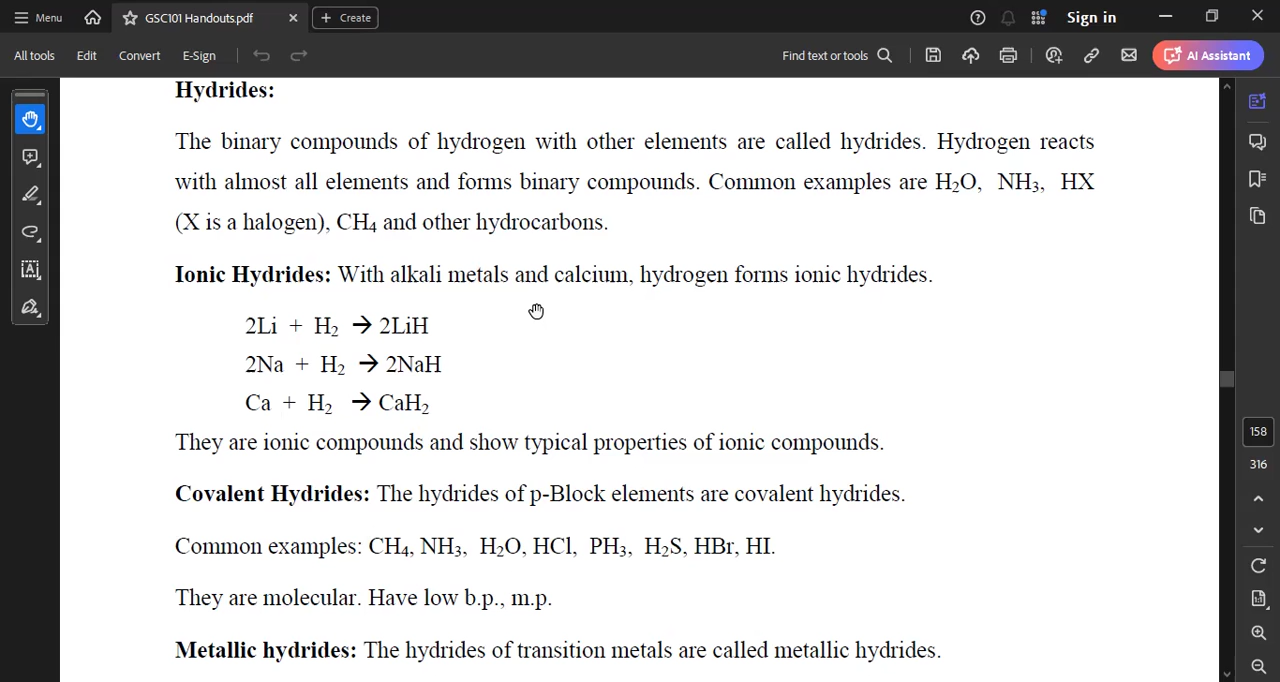 Menu
GSC101 Handouts.pdf
Create
Sign in
All tools
Edit
Convert
E-Sign
Find text or tools
AI Assistant
Hydrides:
The binary compounds of hydrogen with other elements are called hydrides. Hydrogen reacts
with almost all elements and forms binary compounds. Common examples are H₂O, NH₃, HX
(X is a halogen), CH₄ and other hydrocarbons.
Ionic Hydrides: With alkali metals and calcium, hydrogen forms ionic hydrides.
2Li + H₂ → 2LiH
2Na + H₂ → 2NaH
Ca + H₂ → CaH₂
They are ionic compounds and show typical properties of ionic compounds.
Covalent Hydrides: The hydrides of p-Block elements are covalent hydrides.
Common examples: CH₄, NH₃, H₂O, HCl, PH₃, H₂S, HBr, HI.
They are molecular. Have low b.p., m.p.
Metallic hydrides: The hydrides of transition metals are called metallic hydrides.
158
316